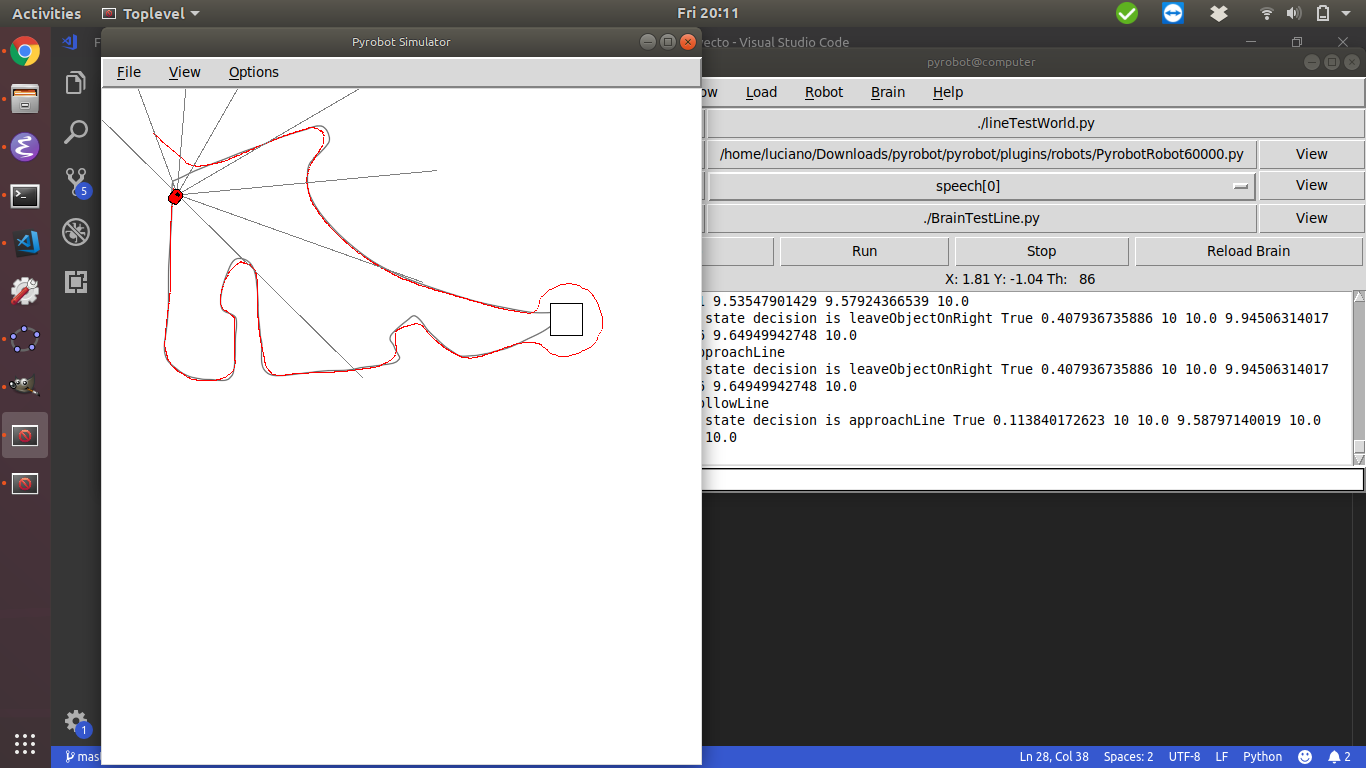 Activities
Toplevel
Fri 20:11
Pyrobot Simulator
ecto - Visual Studio Code
pyrobot@computer
File View Options
ow Load Robot Brain Help
./lineTestWorld.py
/home/luciano/Downloads/pyrobot/pyrobot/plugins/robots/PyrobotRobot60000.py View
speech[0] View
./BrainTestLine.py View
Run Stop Reload Brain
X: 1.81 Y: -1.04 Th: 86
9.53547901429 9.57924366539 10.0
state decision is leaveObjectOnRight True 0.407936735886 10 10.0 9.94506314017
9.64949942748 10.0
pproachLine
state decision is leaveObjectOnRight True 0.407936735886 10 10.0 9.94506314017
9.64949942748 10.0
ollowLine
state decision is approachLine True 0.113840172623 10 10.0 9.58797140019 10.0
10.0
F
5
1
mast
Ln 28, Col 38 Spaces: 2 UTF-8 LF Python 2